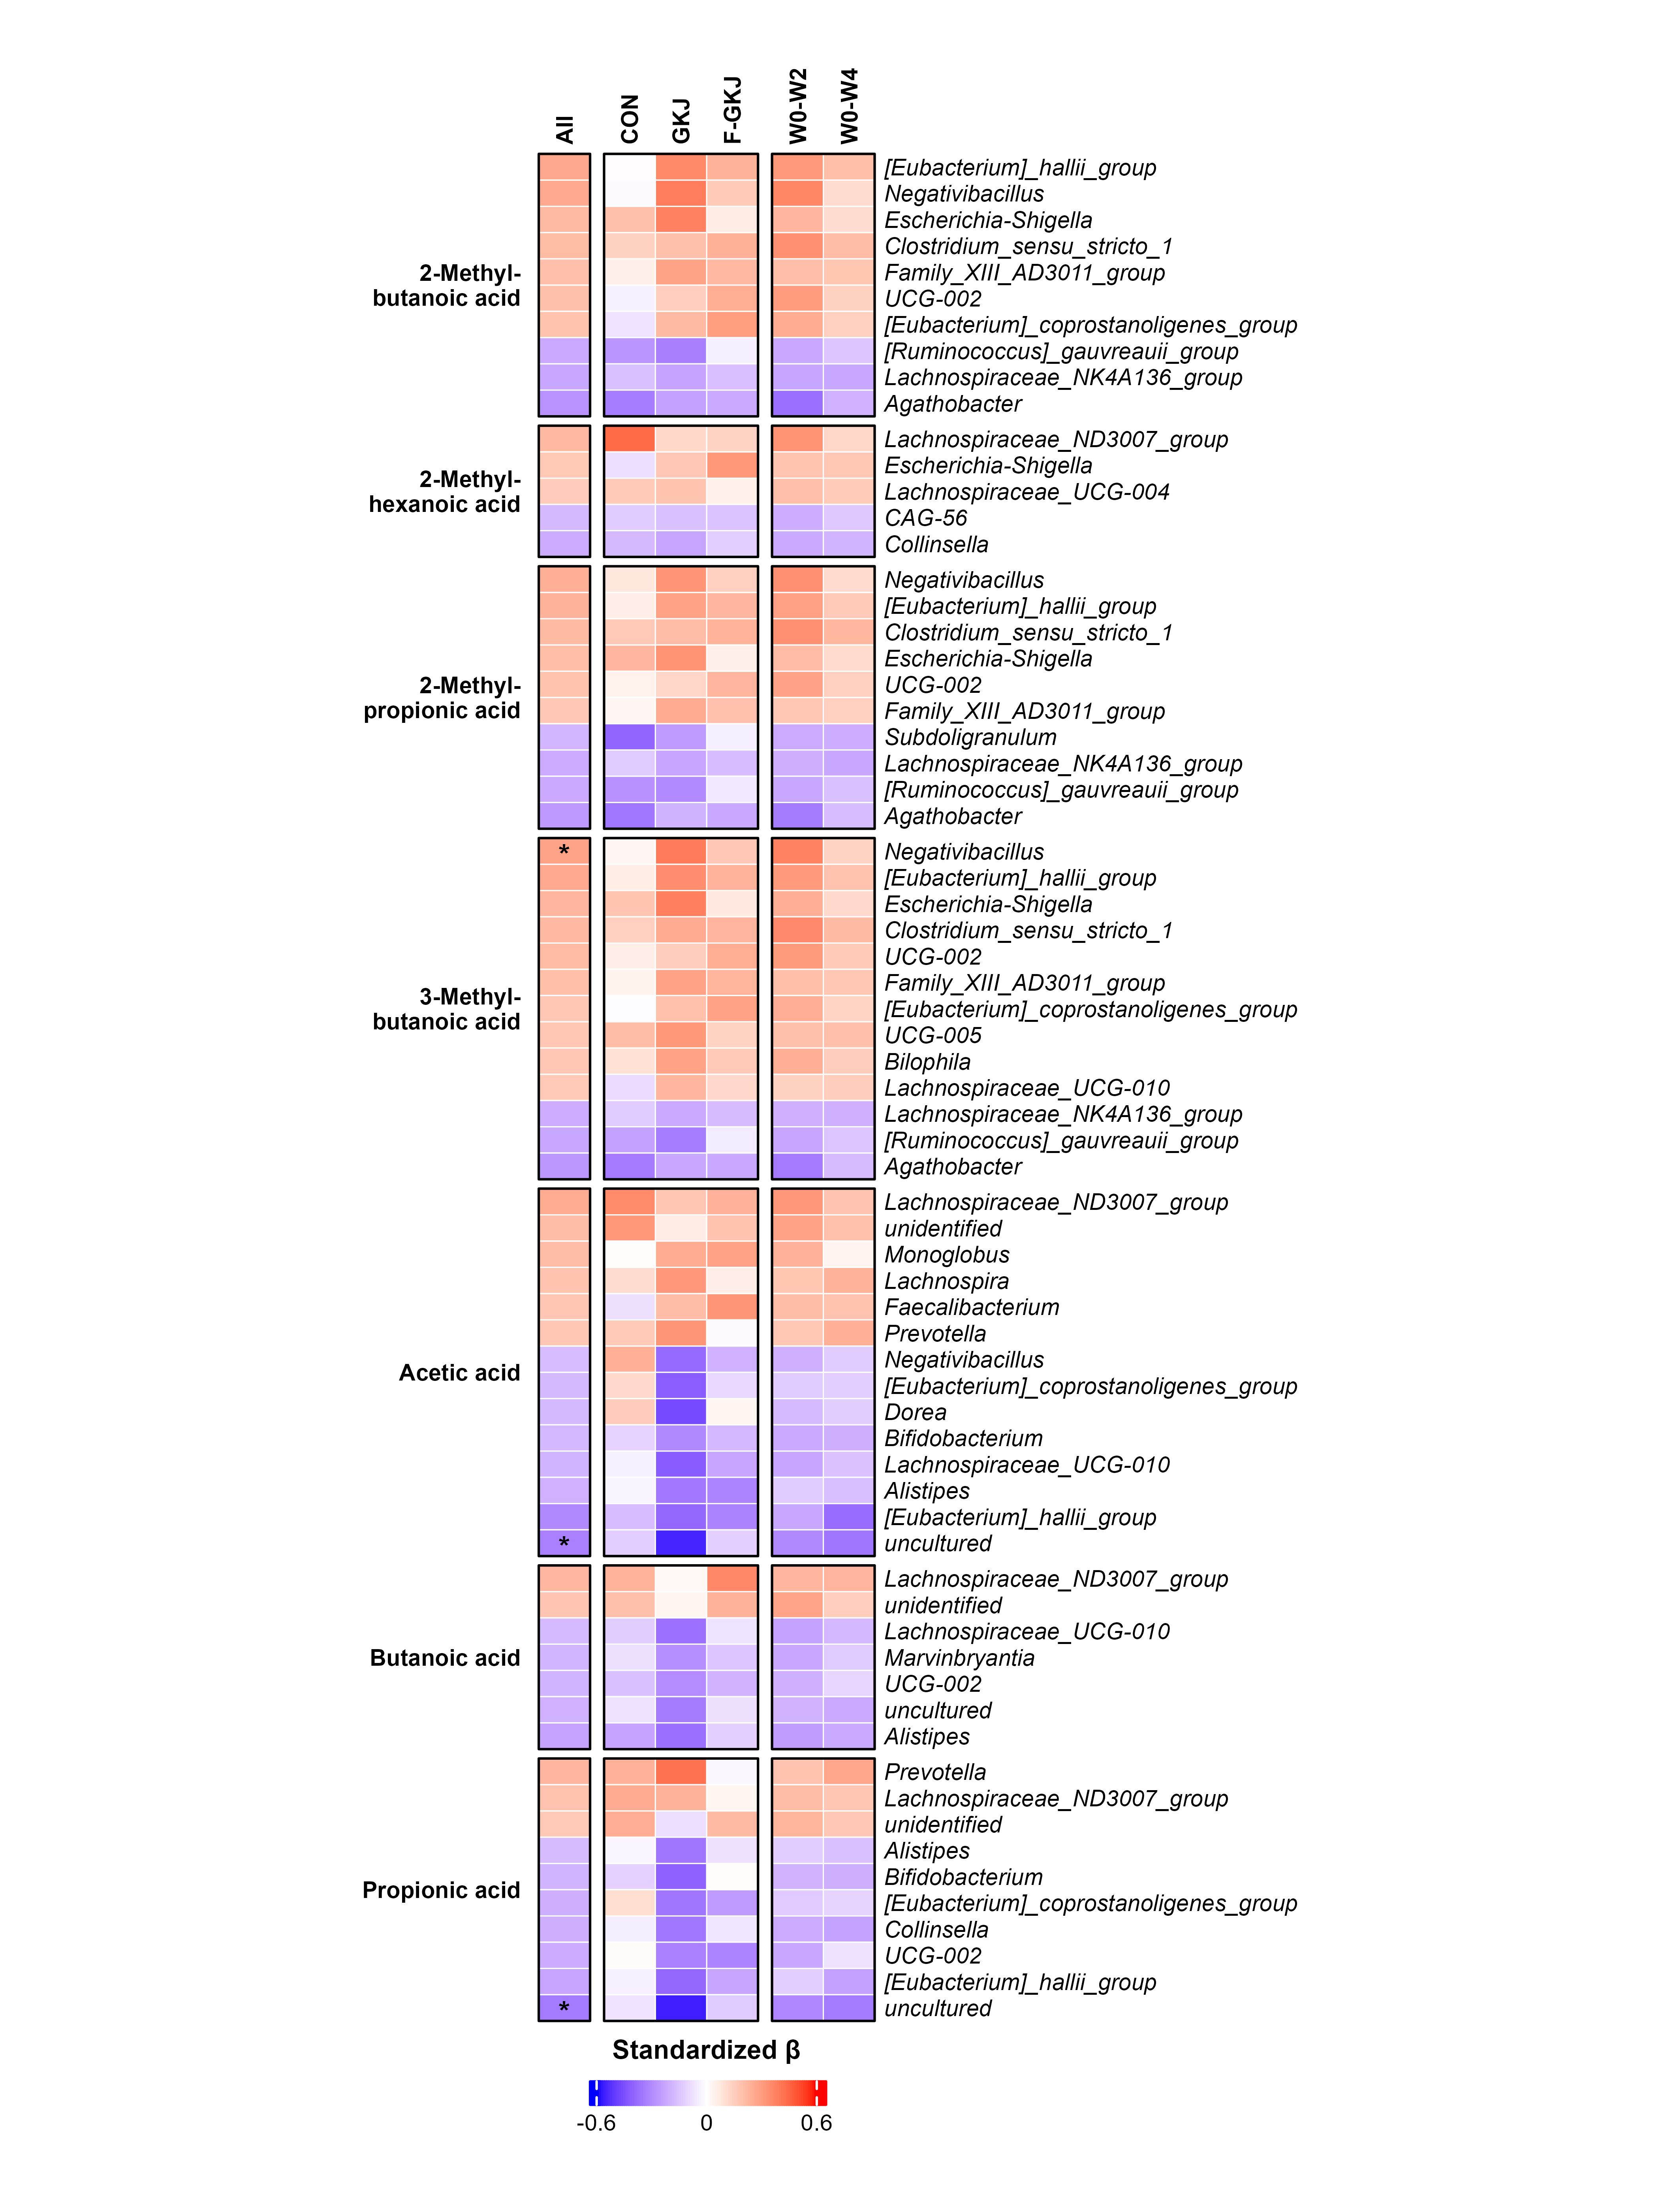 All
CON
GKJ
F-GKJ
W0-W2
W0-W4
2-Methyl-
butanoic acid
[Eubacterium]_hallii_group
Negativibacillus
Escherichia-Shigella
Clostridium_sensu_stricto_1
Family_XIII_AD3011_group
UCG-002
[Eubacterium]_coprostanoligenes_group
[Ruminococcus]_gauvreauii_group
Lachnospiraceae_NK4A136_group
Agathobacter
2-Methyl-
hexanoic acid
Lachnospiraceae_ND3007_group
Escherichia-Shigella
Lachnospiraceae_UCG-004
CAG-56
Collinsella
2-Methyl-
propionic acid
Negativibacillus
[Eubacterium]_hallii_group
Clostridium_sensu_stricto_1
Escherichia-Shigella
UCG-002
Family_XIII_AD3011_group
Subdoligranulum
Lachnospiraceae_NK4A136_group
[Ruminococcus]_gauvreauii_group
Agathobacter
3-Methyl-
butanoic acid
* Negativibacillus
[Eubacterium]_hallii_group
Escherichia-Shigella
Clostridium_sensu_stricto_1
UCG-002
Family_XIII_AD3011_group
[Eubacterium]_coprostanoligenes_group
UCG-005
Bilophila
Lachnospiraceae_UCG-010
Lachnospiraceae_NK4A136_group
[Ruminococcus]_gauvreauii_group
Agathobacter
Acetic acid
Lachnospiraceae_ND3007_group
unidentified
Monoglobus
Lachnospira
Faecalibacterium
Prevotella
Negativibacillus
[Eubacterium]_coprostanoligenes_group
Dorea
Bifidobacterium
Lachnospiraceae_UCG-010
Alistipes
[Eubacterium]_hallii_group
* uncultured
Butanoic acid
Lachnospiraceae_ND3007_group
unidentified
Lachnospiraceae_UCG-010
Marvinbryantia
UCG-002
uncultured
Alistipes
Propionic acid
Prevotella
Lachnospiraceae_ND3007_group
unidentified
Alistipes
Bifidobacterium
[Eubacterium]_coprostanoligenes_group
Collinsella
UCG-002
[Eubacterium]_hallii_group
* uncultured
Standardized β
-0.6 0 0.6